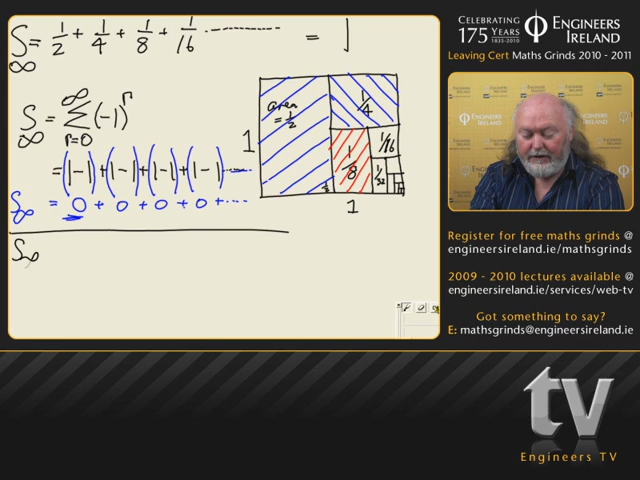 S∞ = 1/2 + 1/4 + 1/8 + 1/16 ............ = 1
area = 1/2
1/4
1/8
1/16
1/32
1
1
S∞ = ∞ Σ r=0 (-1)^r
= (1-1)+(1-1)+(1-1)+(1-1)......
S∞ = 0 + 0 + 0 + 0 + ....
S∞
CELEBRATING
175 YEARS
1835-2010
ENGINEERS
IRELAND
Leaving Cert Maths Grinds 2010 - 2011
Register for free maths grinds @
engineersireland.ie/mathsgrinds
2009 - 2010 lectures available @
engineersireland.ie/services/web-tv
Got something to say?
E: mathsgrinds@engineersireland.ie
tv
Engineers TV